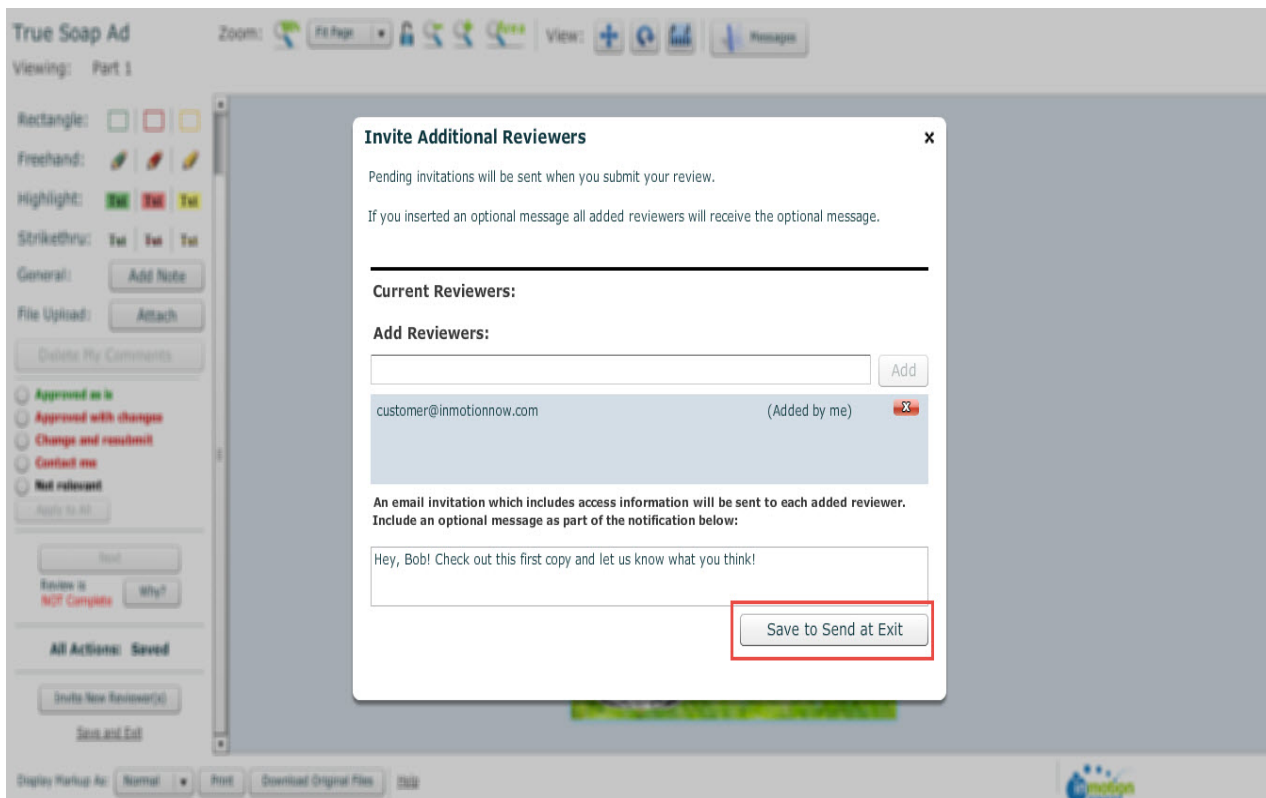 True Soap Ad
Zoom: Fit Page Area View: Messages
Viewing: Part 1
Rectangle:
Freehand:
Highlight: Txt Txt Txt
Strikethru: Txt Txt Txt
General: Add Note
File Upload: Attach
Delete My Comments
Approved as is
Approved with changes
Change and resubmit
Contact me
Not relevant
Apply to All
Next
Review is
NOT Complete
Why?
All Actions: Saved
Invite New Reviewer(s)
Save and Exit
Invite Additional Reviewers
x
Pending invitations will be sent when you submit your review.
If you inserted an optional message all added reviewers will receive the optional message.
Current Reviewers:
Add Reviewers:
Add
customer@inmotionnow.com (Added by me) X
An email invitation which includes access information will be sent to each added reviewer.
Include an optional message as part of the notification below:
Hey, Bob! Check out this first copy and let us know what you think!
Save to Send at Exit
Display Markup As: Normal Print Download Original Files Help
inmotion